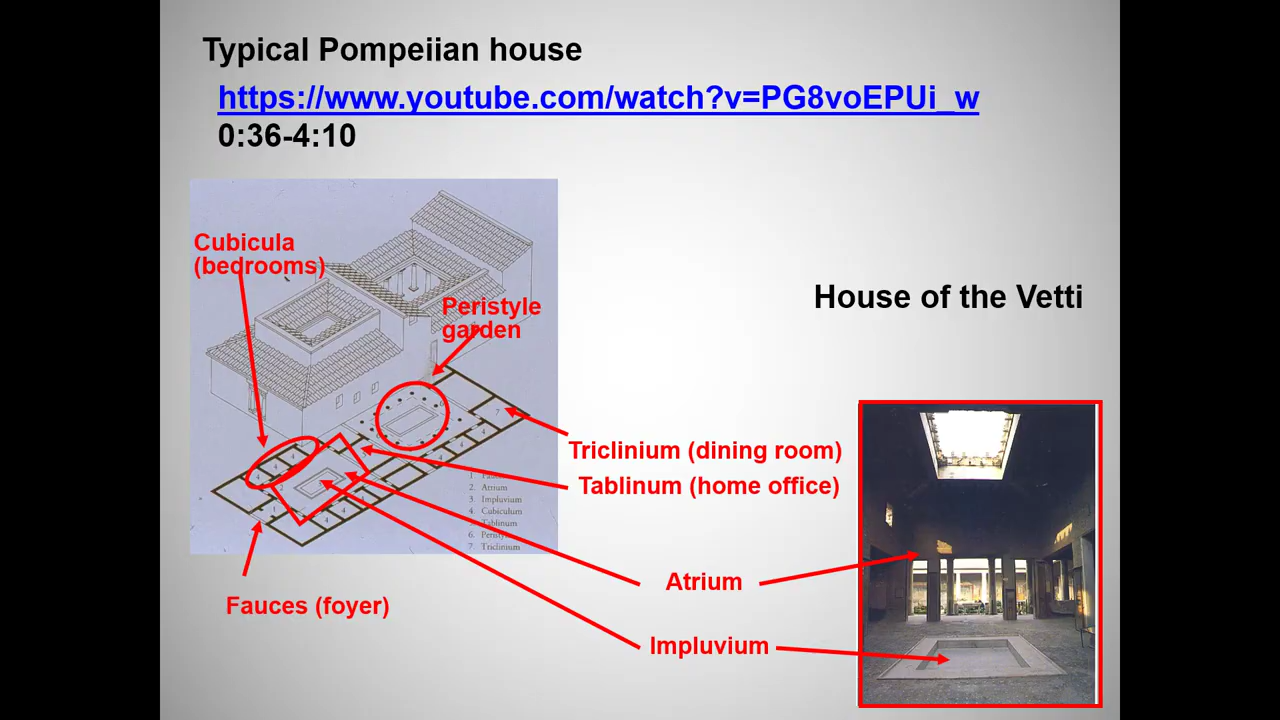 Typical Pompeiian house
https://www.youtube.com/watch?v=PG8voEPUi_w
0:36-4:10
Cubicula
(bedrooms)
Peristyle
garden
House of the Vetti
Triclinium (dining room)
Tablinum (home office)
2. Atrium
3. Impluvium
4. Cubiculum
Tablinum
6.
7. Triclinium
Atrium
Fauces (foyer)
Impluvium